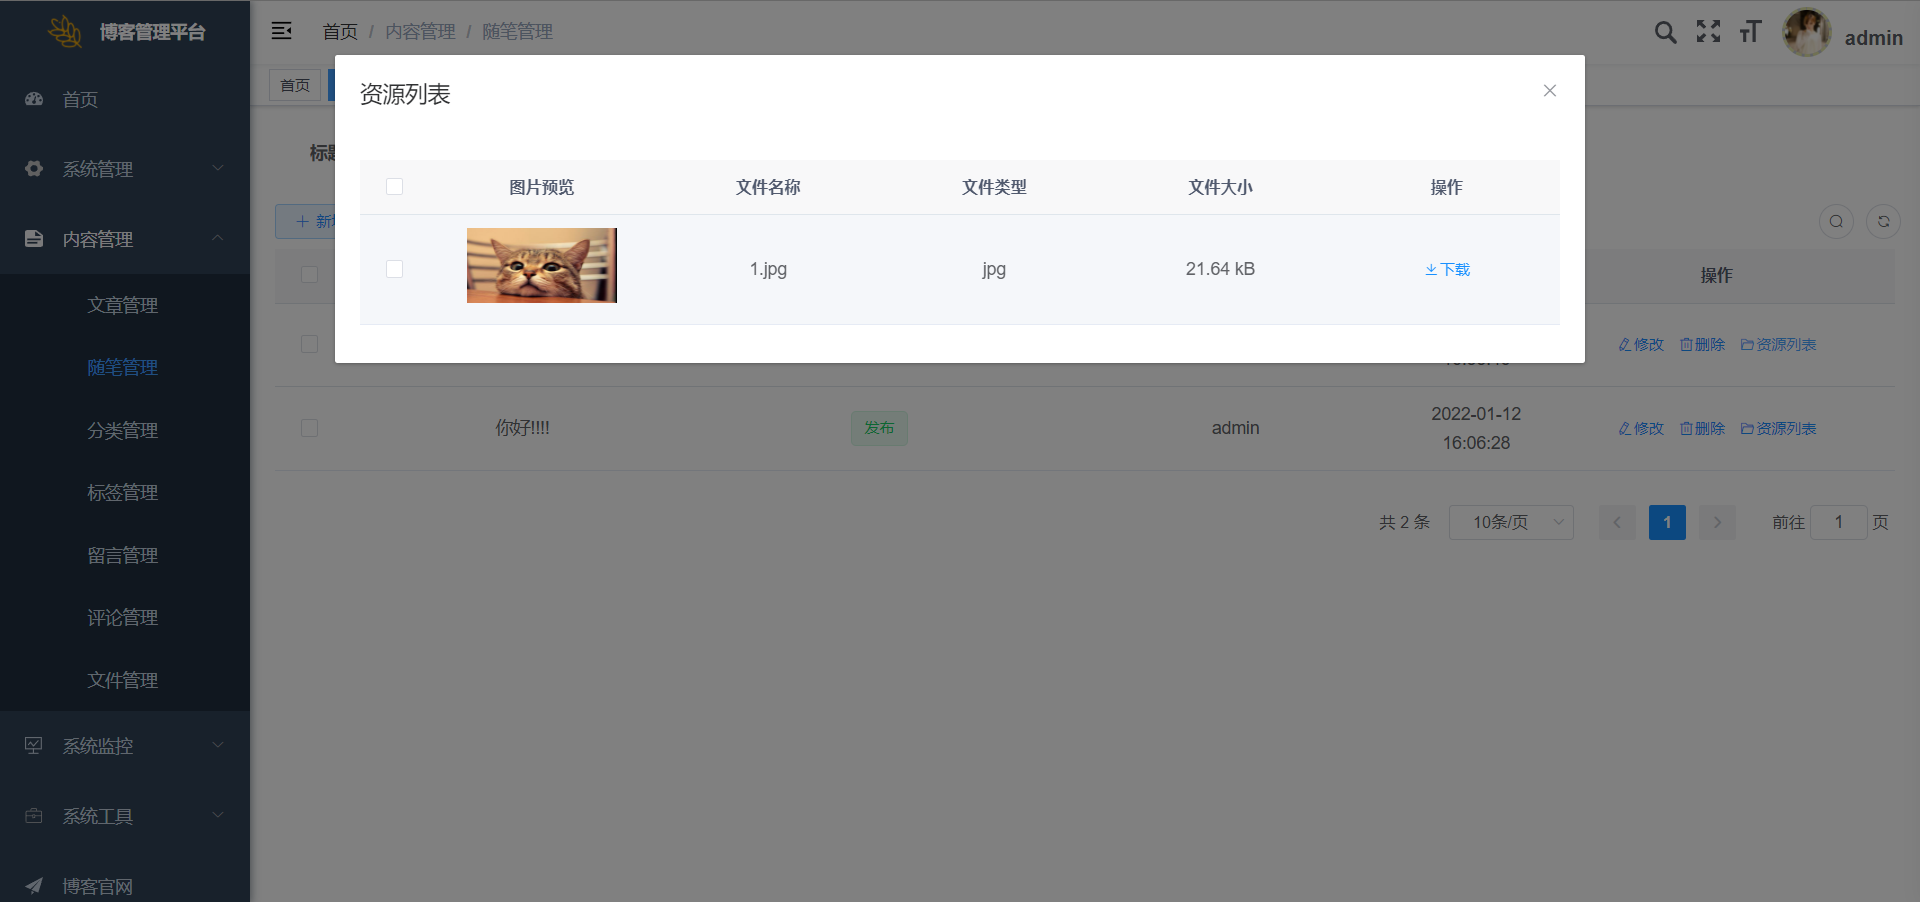 博客管理平台
首页
系统管理
内容管理
文章管理
随笔管理
分类管理
标签管理
留言管理
评论管理
文件管理
系统监控
系统工具
博客官网
首页 / 内容管理 / 随笔管理
admin
首页
资源列表
图片预览 文件名称 文件类型 文件大小 操作
1.jpg jpg 21.64 kB 下载
操作
修改 删除 资源列表
你好!!!! 发布 admin 2022-01-12
16:06:28
修改 删除 资源列表
共 2 条 10条/页 1 前往 1 页